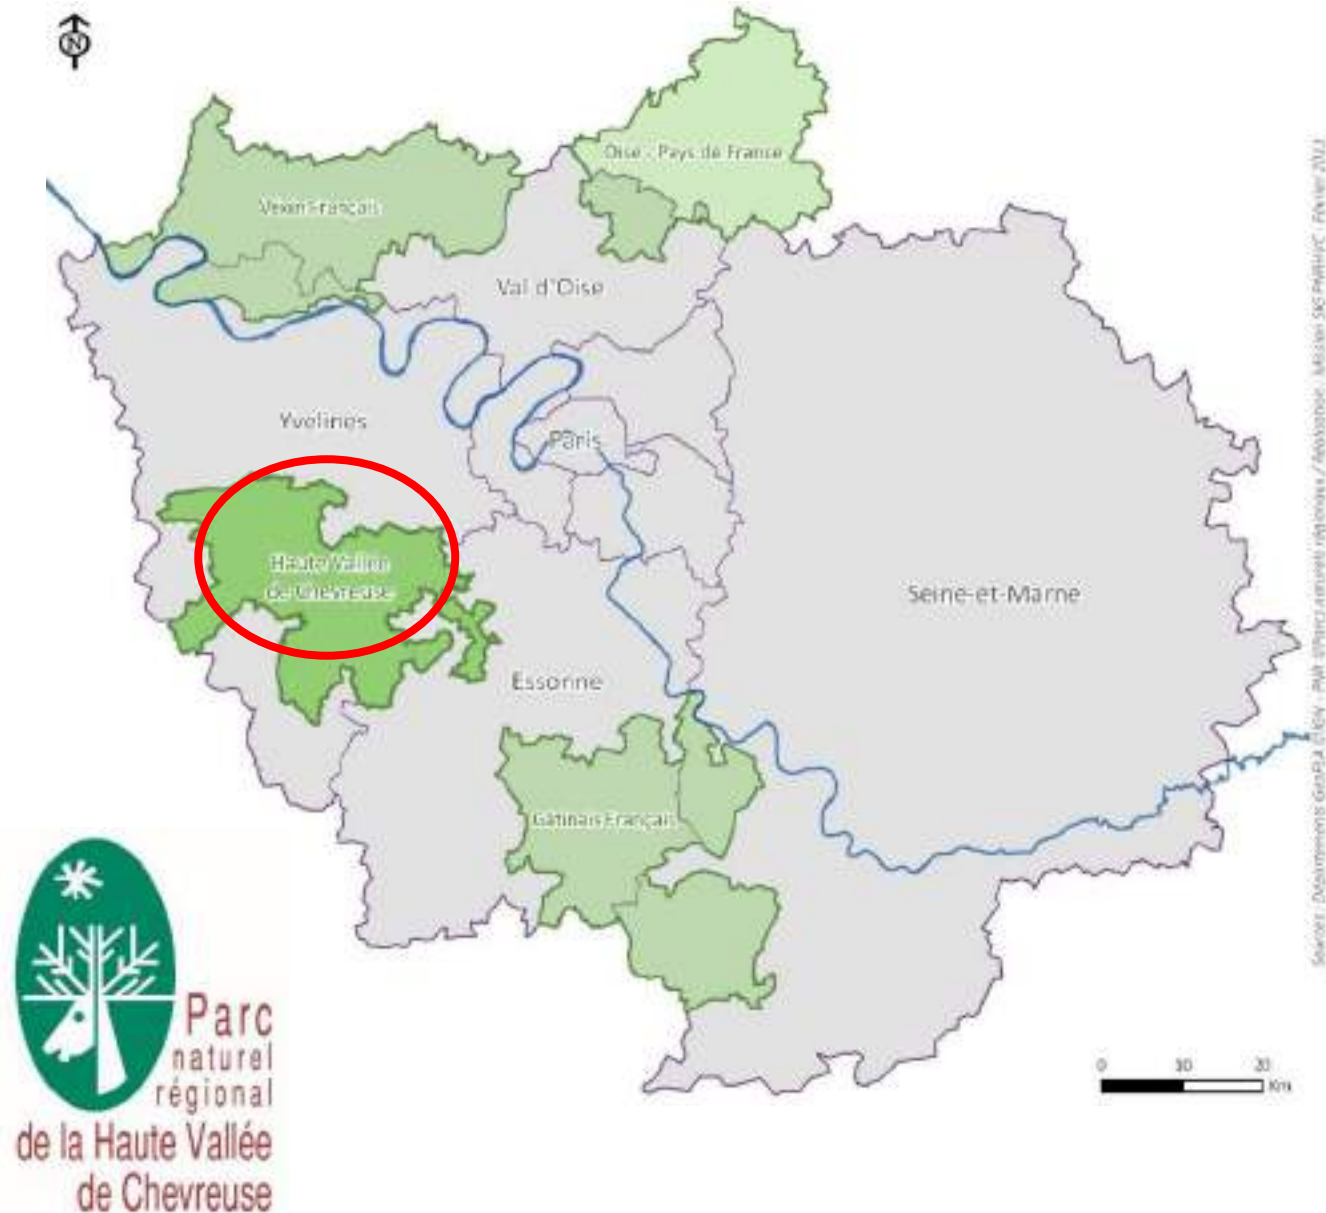 N
Oise - Pays de France
Vexin Français
Val d'Oise
Yvelines
Paris
Haute Vallée
de Chevreuse
Seine-et-Marne
Essonne
Gâtinais Français
0 10 20
Km
Parc
naturel
régional
de la Haute Vallée
de Chevreuse